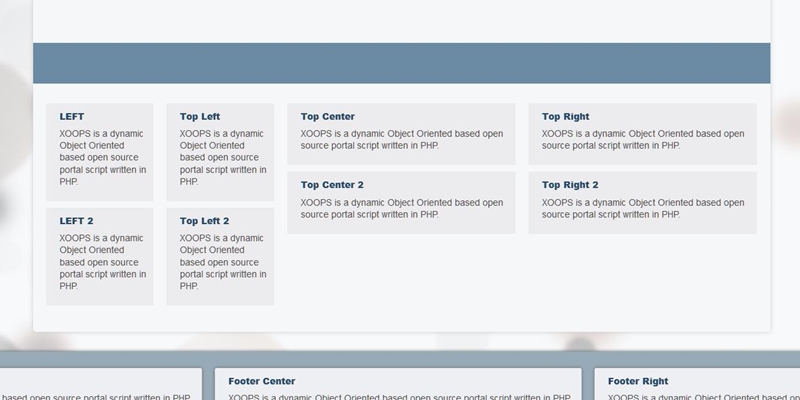 LEFT
XOOPS is a dynamic
Object Oriented
based open source
portal script written in
PHP.
LEFT 2
XOOPS is a dynamic
Object Oriented
based open source
portal script written in
PHP.
Top Left
XOOPS is a dynamic
Object Oriented
based open source
portal script written in
PHP.
Top Left 2
XOOPS is a dynamic
Object Oriented
based open source
portal script written in
PHP.
Top Center
XOOPS is a dynamic Object Oriented based open
source portal script written in PHP.
Top Center 2
XOOPS is a dynamic Object Oriented based open
source portal script written in PHP.
Top Right
XOOPS is a dynamic Object Oriented based open
source portal script written in PHP.
Top Right 2
XOOPS is a dynamic Object Oriented based open
source portal script written in PHP.
based open source portal script written in PHP.
Footer Center
XOOPS is a dynamic Object Oriented based open source portal script written in PHP.
Footer Right
XOOPS is a dynamic Object Oriented based